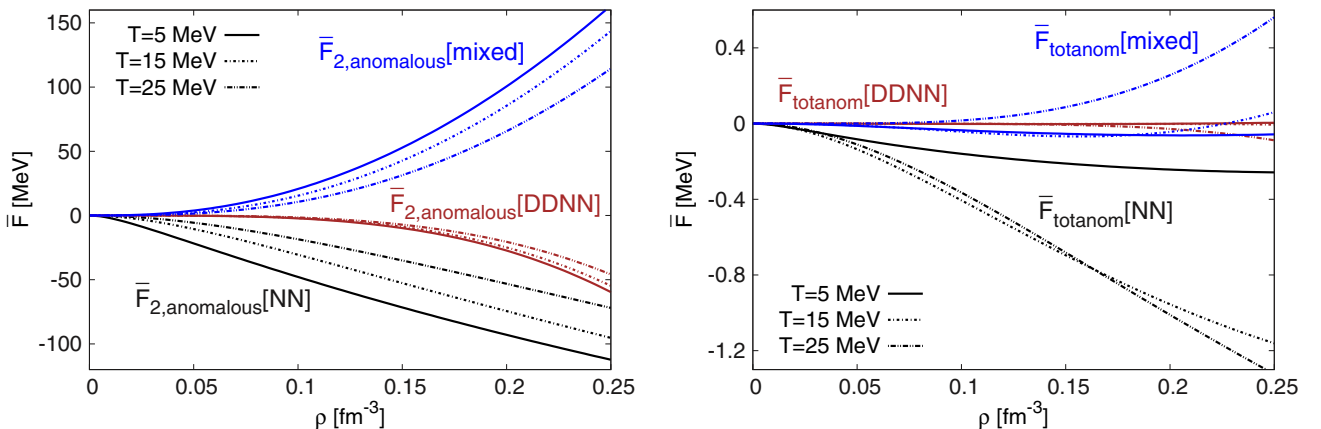 150
100
50
0
-50
-100
F̅ [MeV]
T=5 MeV
T=15 MeV
T=25 MeV
F̅2,anomalous[mixed]
F̅2,anomalous[DDNN]
F̅2,anomalous[NN]
0 0.05 0.1 0.15 0.2 0.25
ρ [fm-3]
0.6
0
-0.4
-0.8
-1.2
F̅ [MeV]
F̅totanom[mixed]
F̅totanom[DDNN]
F̅totanom[NN]
T=5 MeV
T=15 MeV
T=25 MeV
0 0.05 0.1 0.15 0.2 0.25
ρ [fm-3]